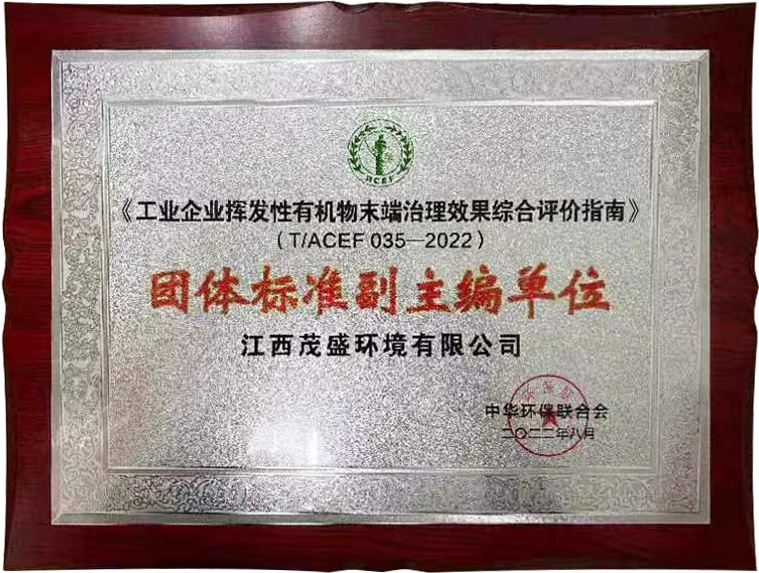 ACEF
《工业企业挥发性有机物末端治理效果综合评价指南》
（T/ACEF 035—2022）
团体标准副主编单位
江西茂盛环境有限公司
中华环保联合会
二〇二二年八月